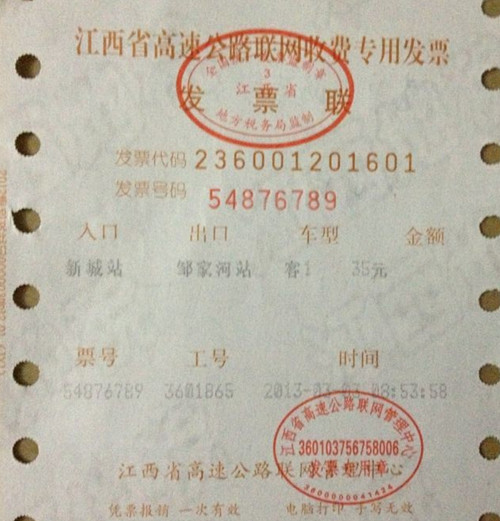 江西省高速公路联网收费专用发票
3
江西省
发票联
地方税务局监制
发票代码 236001201601
发票号码 54876789
入口 出口 车型 金额
新城站 邹家河站 客1 35元
票号 工号 时间
54876789 3601865 2013-03-03 08:53:58
江西省高速公路联网管理中心
360103756758006
发票专用章
3600000041434
江西省高速公路联网管理中心
凭票报销 一次有效 电脑打印 手写无效